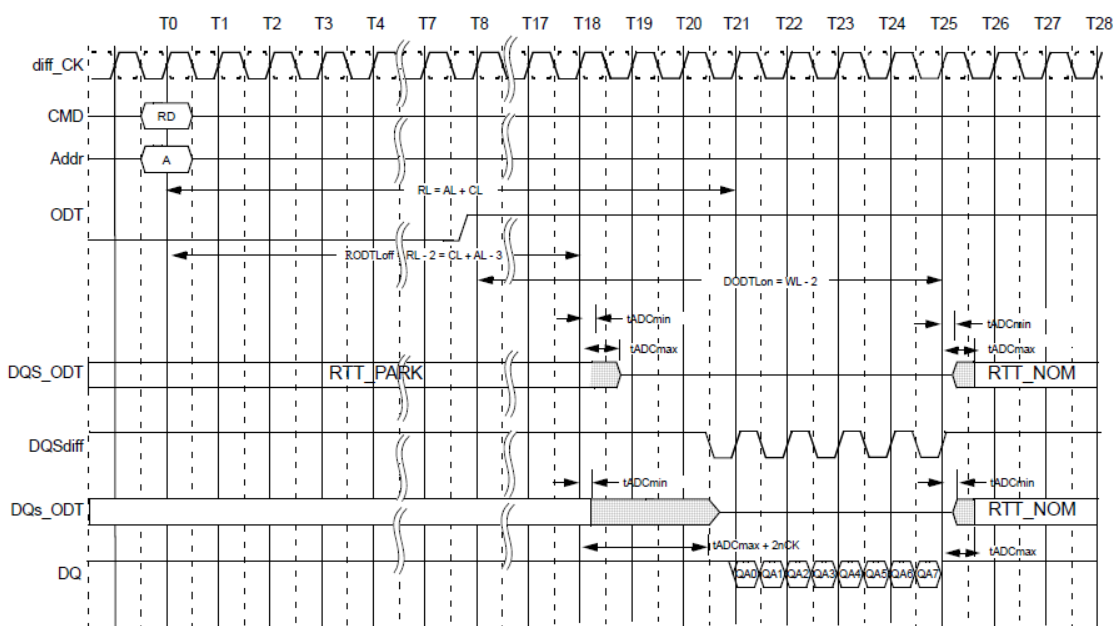 T0 T1 T2 T3 T4 T7 T8 T17 T18 T19 T20 T21 T22 T23 T24 T25 T26 T27 T28
diff_CK
CMD RD
Addr A
RL = AL + CL
ODT
RODTLoff RL - 2 = CL + AL - 3
DODTLon = WL - 2
tADCmin tADCmin
tADCmax tADCmax
DQS_ODT RTT_PARK RTT_NOM
DQSdiff
tADCmin tADCmin
DQs_ODT RTT_NOM
tADCmax + 2nCK tADCmax
DQ QA0 QA1 QA2 QA3 QA4 QA5 QA6 QA7